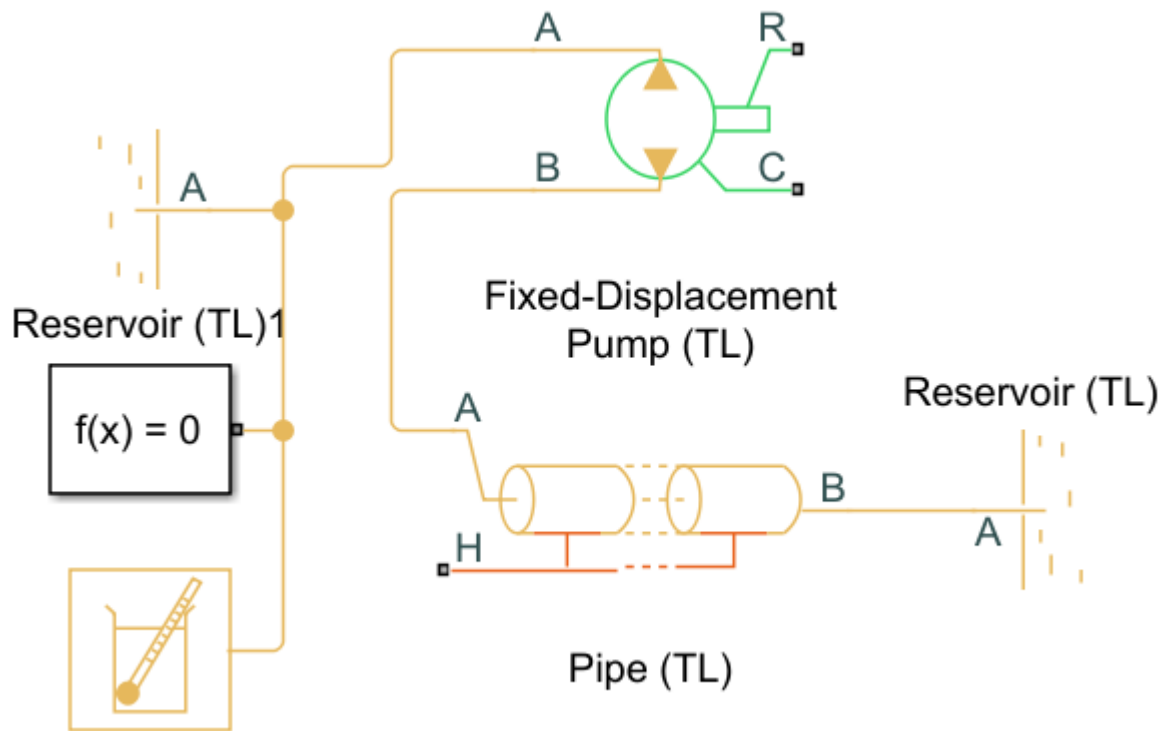 A
R
B
C
A
Reservoir (TL)1
Fixed-Displacement
Pump (TL)
f(x) = 0
A
Reservoir (TL)
B
A
H
Pipe (TL)